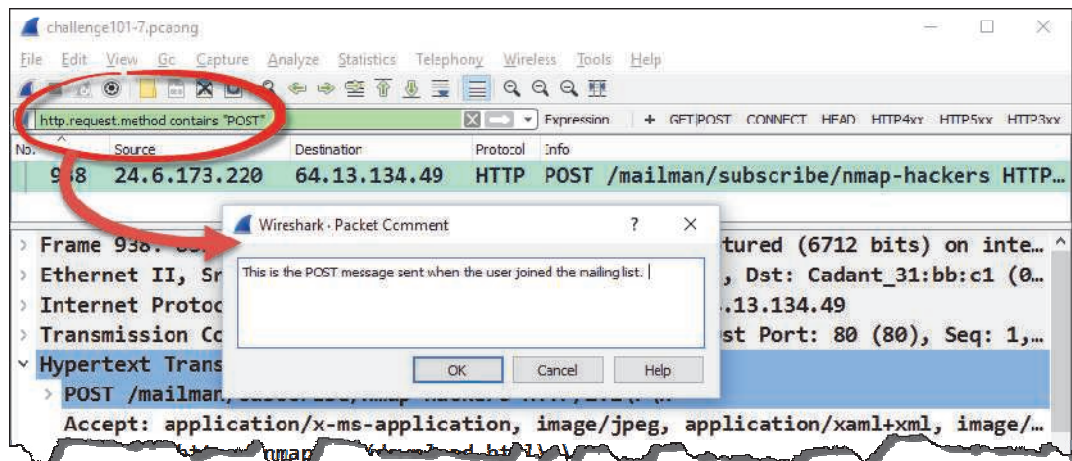 challenge101-7.pcapng
File Edit View Go Capture Analyze Statistics Telephony Wireless Tools Help
http.request.method contains "POST" Expression + GET|POST CONNECT HEAD HTTP4xx HTTP5xx HTTP3xx
No. Source Destination Protocol Info
938 24.6.173.220 64.13.134.49 HTTP POST /mailman/subscribe/nmap-hackers HTTP…
Wireshark · Packet Comment ? ×
This is the POST message sent when the user joined the mailing list.
OK Cancel Help
Frame 938: tured (6712 bits) on inte…
Ethernet II, Sr , Dst: Cadant_31:bb:c1 (0…
Internet Protoc .13.134.49
Transmission Co st Port: 80 (80), Seq: 1,…
Hypertext Trans
POST /mailman/
Accept: application/x-ms-application, image/jpeg, application/xaml+xml, image/…
nmap